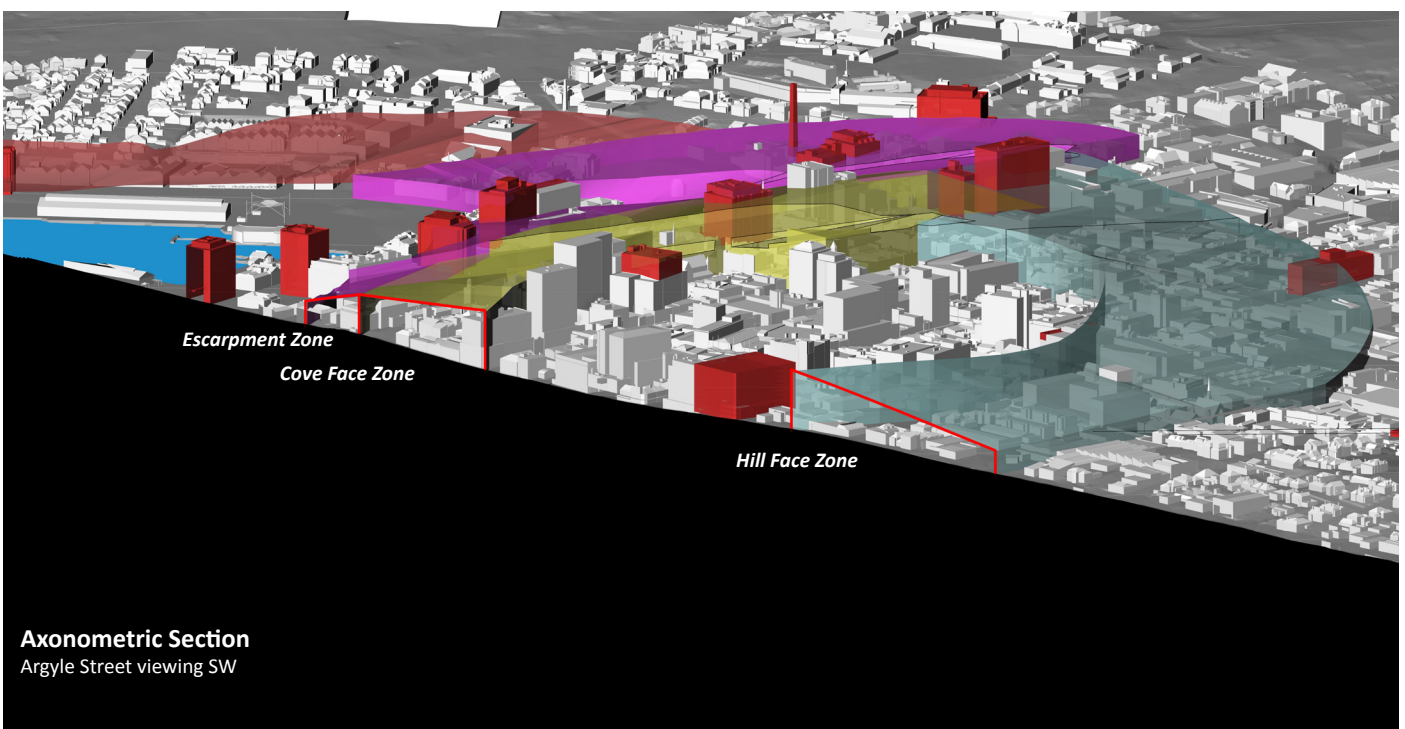 Escarpment Zone
Cove Face Zone
Hill Face Zone
Axonometric Section
Argyle Street viewing SW